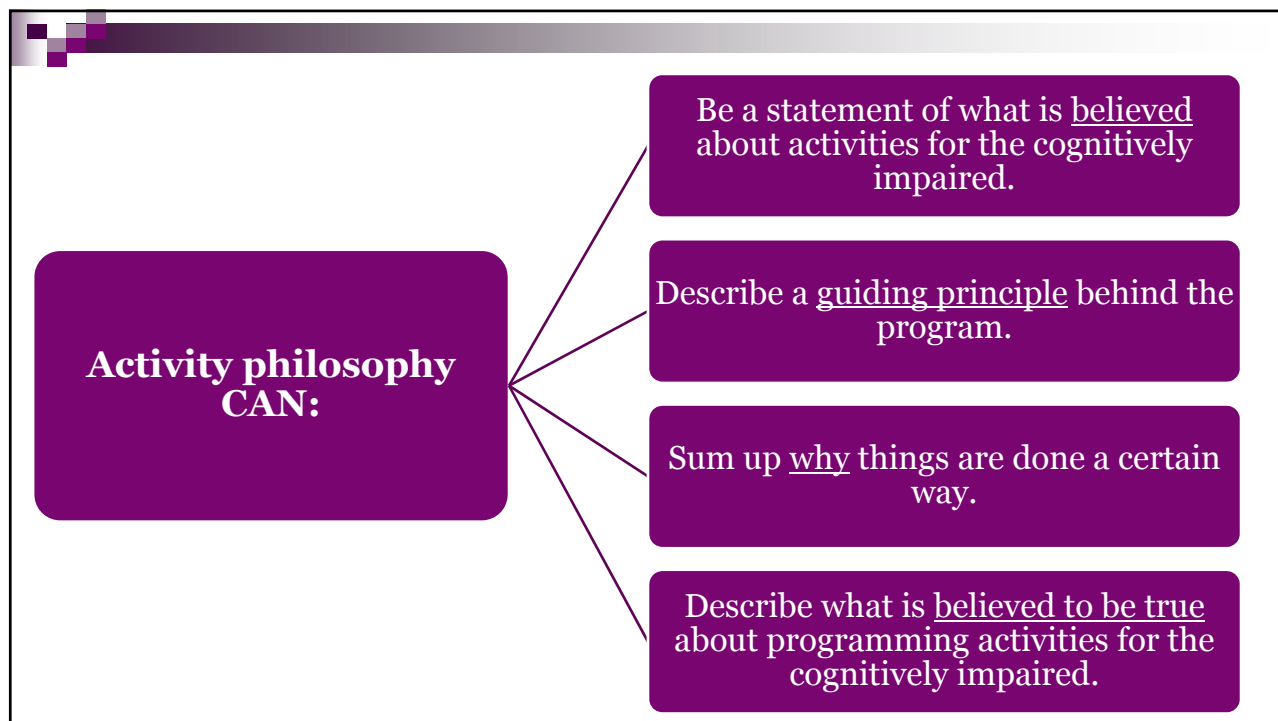 Activity philosophy
CAN:
Be a statement of what is believed
about activities for the cognitively
impaired.
Describe a guiding principle behind the
program.
Sum up why things are done a certain
way.
Describe what is believed to be true
about programming activities for the
cognitively impaired.